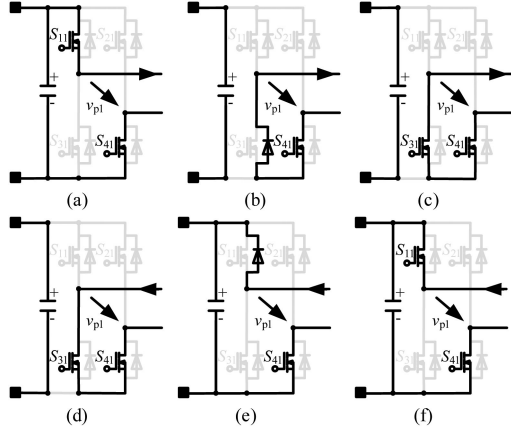 S11 S21
+
-
vp1
S31 S41
(a)
S11 S21
+
-
vp1
S31 S41
(b)
S11 S21
+
-
vp1
S31 S41
(c)
S11 S21
+
-
vp1
S31 S41
(d)
S11 S21
+
-
vp1
S31 S41
(e)
S11 S21
+
-
vp1
S31 S41
(f)